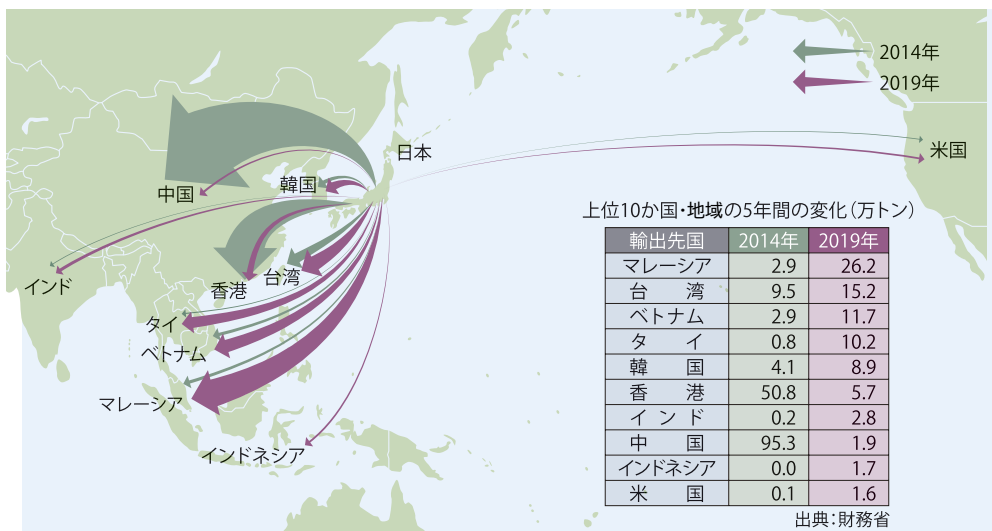 2014年
2019年
日本
米国
中国
韓国
インド
香港
台湾
タイ
ベトナム
マレーシア
インドネシア
上位10か国・地域の5年間の変化（万トン）
輸出先国 2014年 2019年
マレーシア 2.9 26.2
台湾 9.5 15.2
ベトナム 2.9 11.7
タイ 0.8 10.2
韓国 4.1 8.9
香港 50.8 5.7
インド 0.2 2.8
中国 95.3 1.9
インドネシア 0.0 1.7
米国 0.1 1.6
出典：財務省